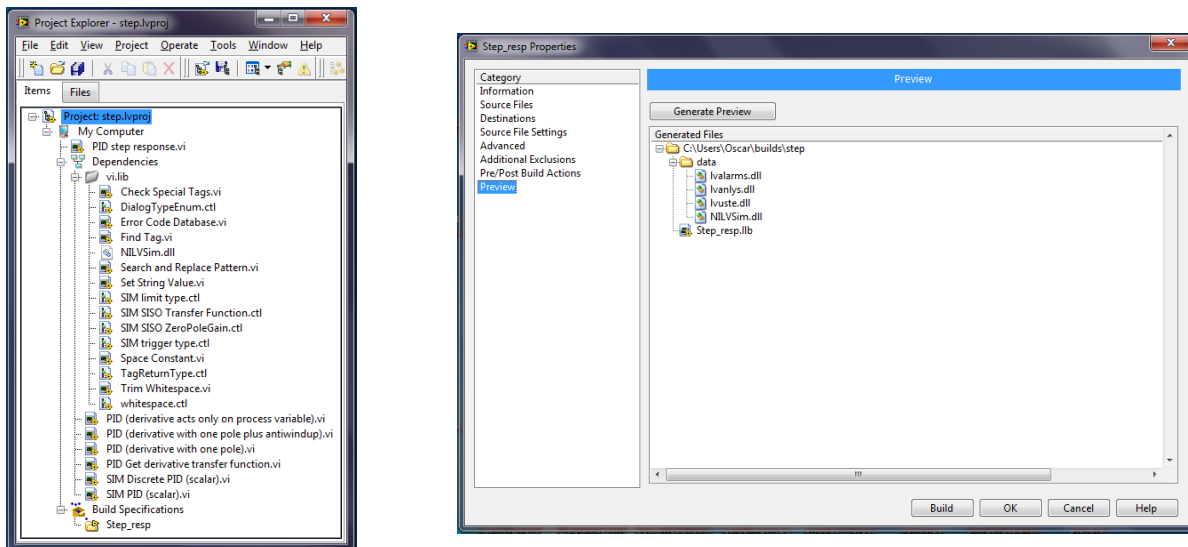 Project Explorer - step.lvproj
File Edit View Project Operate Tools Window Help
Items Files
Project: step.lvproj
My Computer
PID step response.vi
Dependencies
vi.lib
Check Special Tags.vi
DialogTypeEnum.ctl
Error Code Database.vi
Find Tag.vi
NILVSim.dll
Search and Replace Pattern.vi
Set String Value.vi
SIM limit type.ctl
SIM SISO Transfer Function.ctl
SIM SISO ZeroPoleGain.ctl
SIM trigger type.ctl
Space Constant.vi
TagReturnType.ctl
Trim Whitespace.vi
whitespace.ctl
PID (derivative acts only on process variable).vi
PID (derivative with one pole plus antiwindup).vi
PID (derivative with one pole).vi
PID Get derivative transfer function.vi
SIM Discrete PID (scalar).vi
SIM PID (scalar).vi
Build Specifications
Step_resp
Step_resp Properties
Category
Information
Source Files
Destinations
Source File Settings
Advanced
Additional Exclusions
Pre/Post Build Actions
Preview
Preview
Generate Preview
Generated Files
C:\Users\Oscar\builds\step
data
lvalarms.dll
lvanlys.dll
lvuste.dll
NILVSim.dll
Step_resp.llb
Build OK Cancel Help